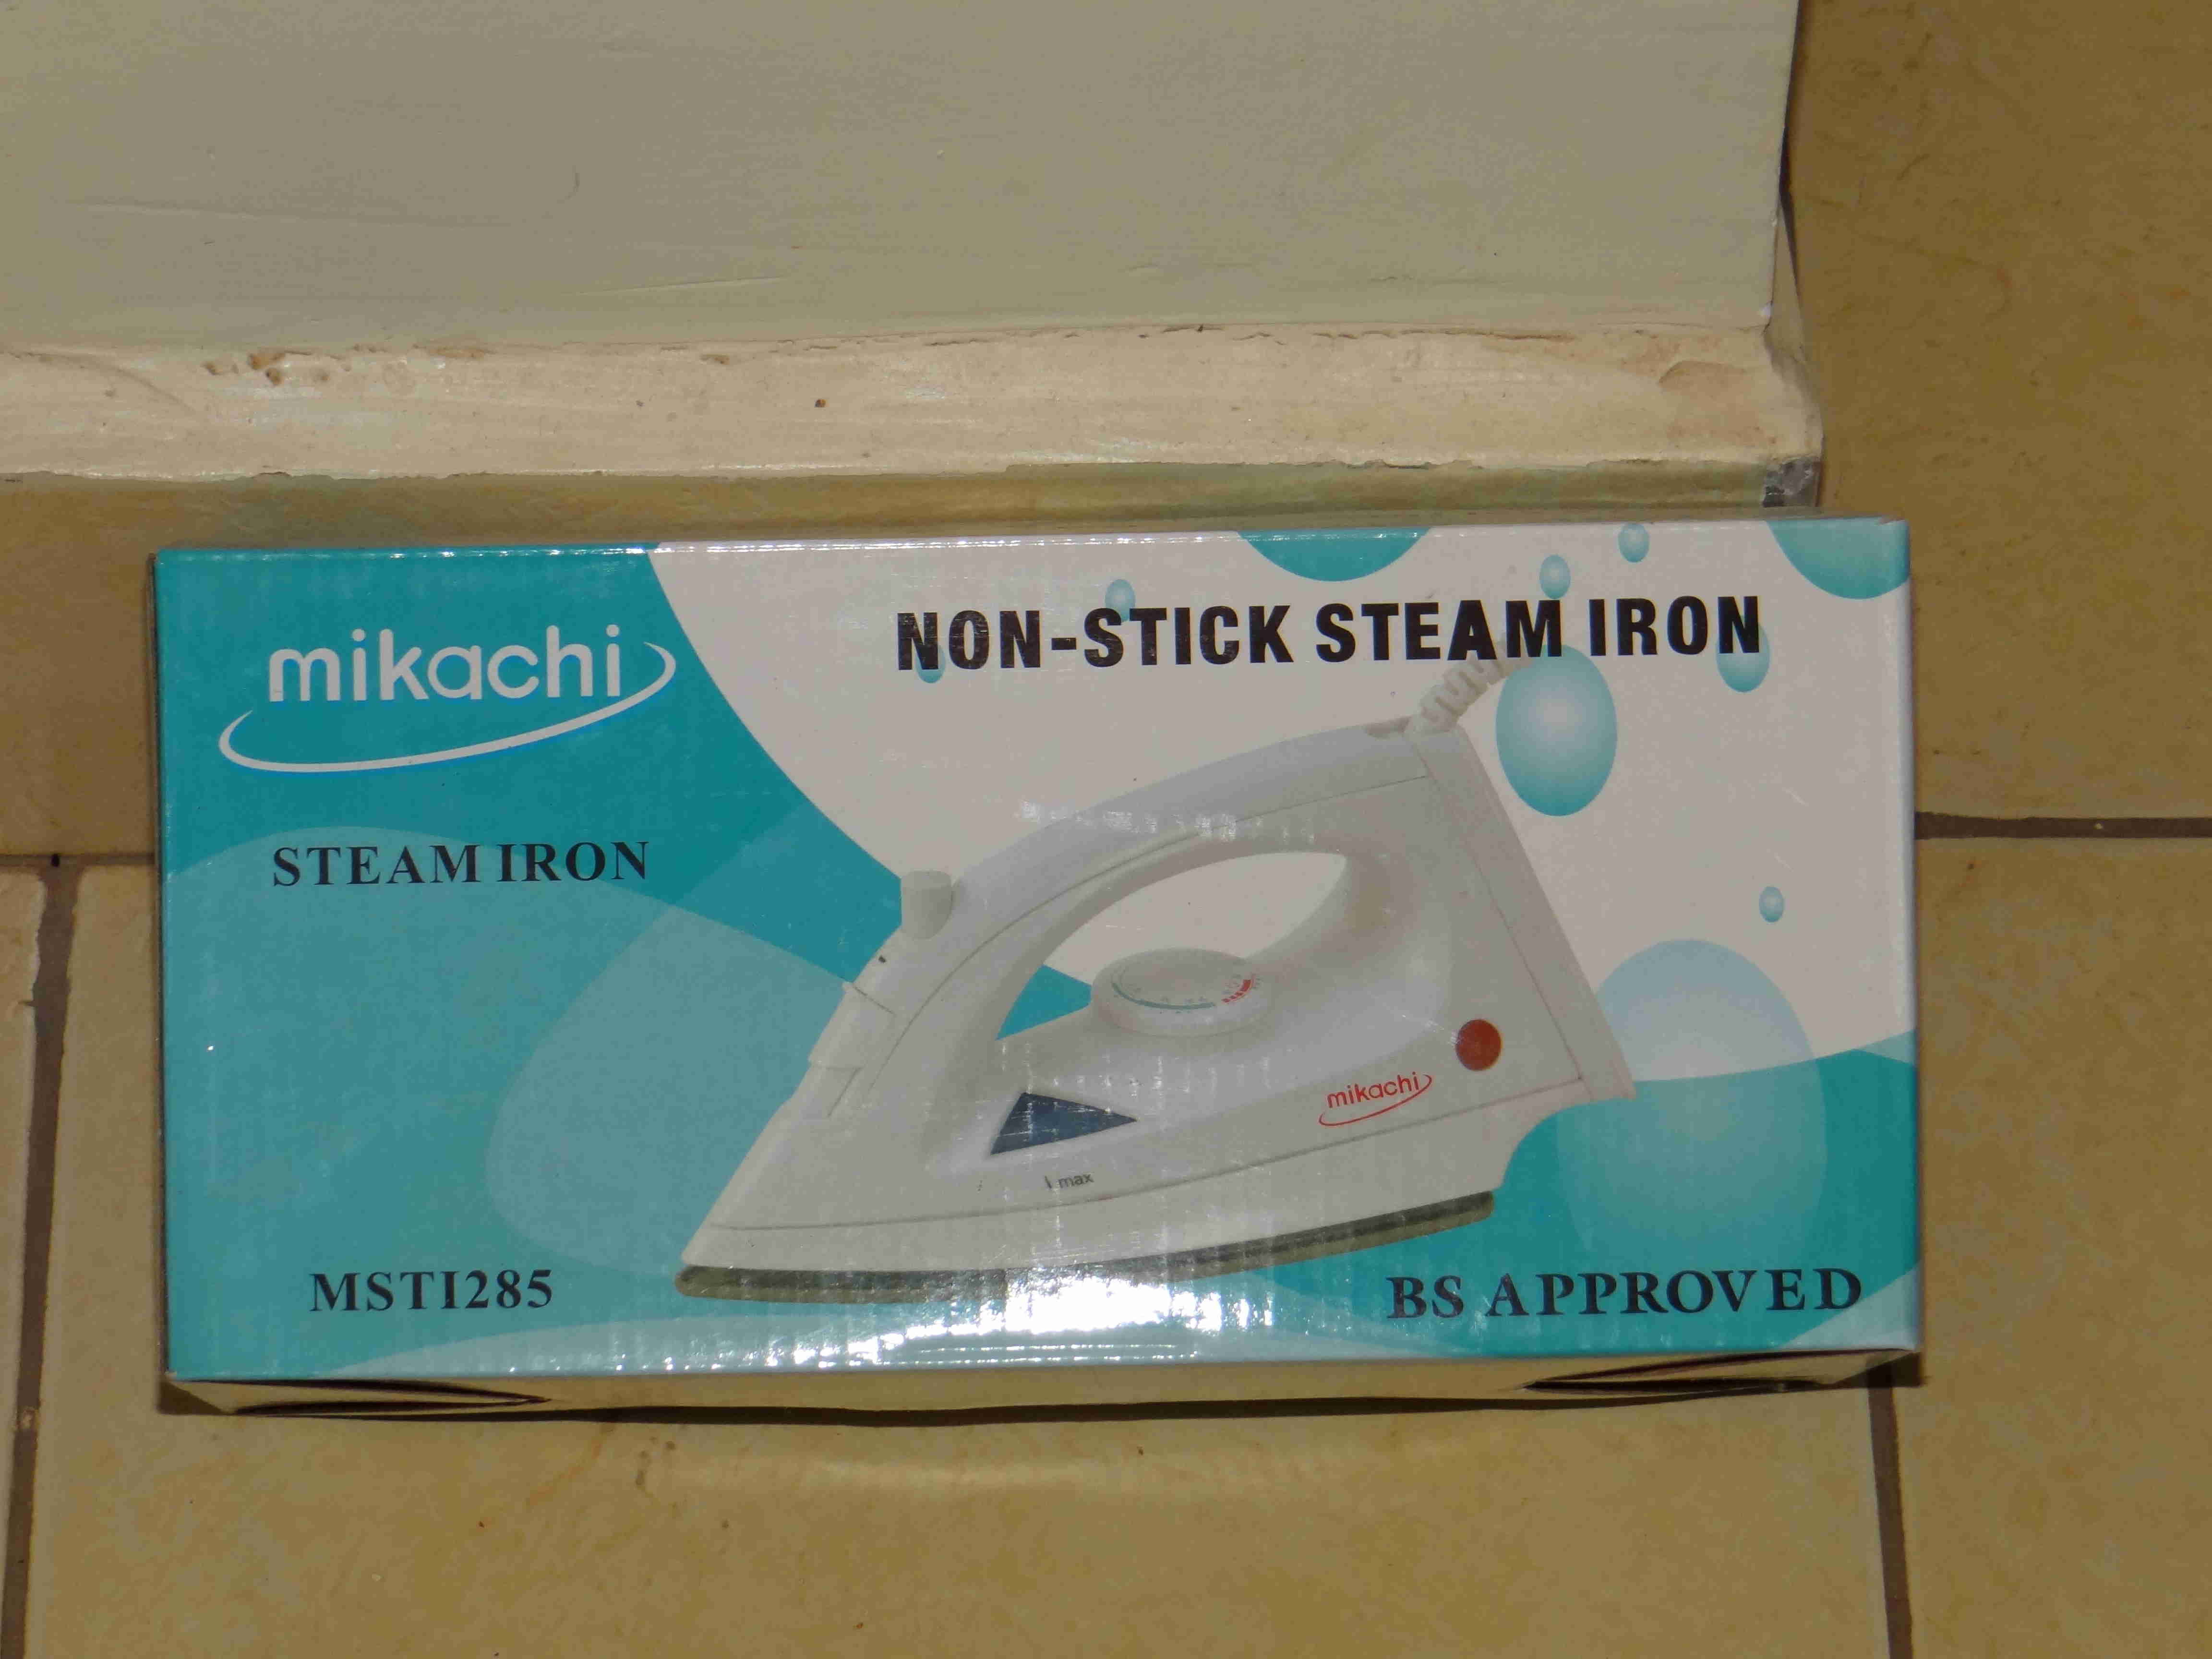 mikachi
NON-STICK STEAM IRON
STEAM IRON
mikachi
max
MSTI285
BS APPROVED